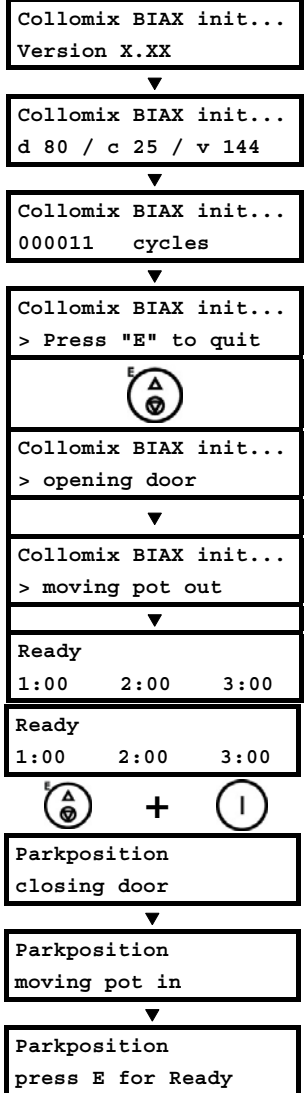 Collomix BIAX init...
Version X.XX
Collomix BIAX init...
d 80 / c 25 / v 144
Collomix BIAX init...
000011 cycles
Collomix BIAX init...
> Press "E" to quit
E
Collomix BIAX init...
> opening door
Collomix BIAX init...
> moving pot out
Ready
1:00 2:00 3:00
Ready
1:00 2:00 3:00
E + I
Parkposition
closing door
Parkposition
moving pot in
Parkposition
press E for Ready